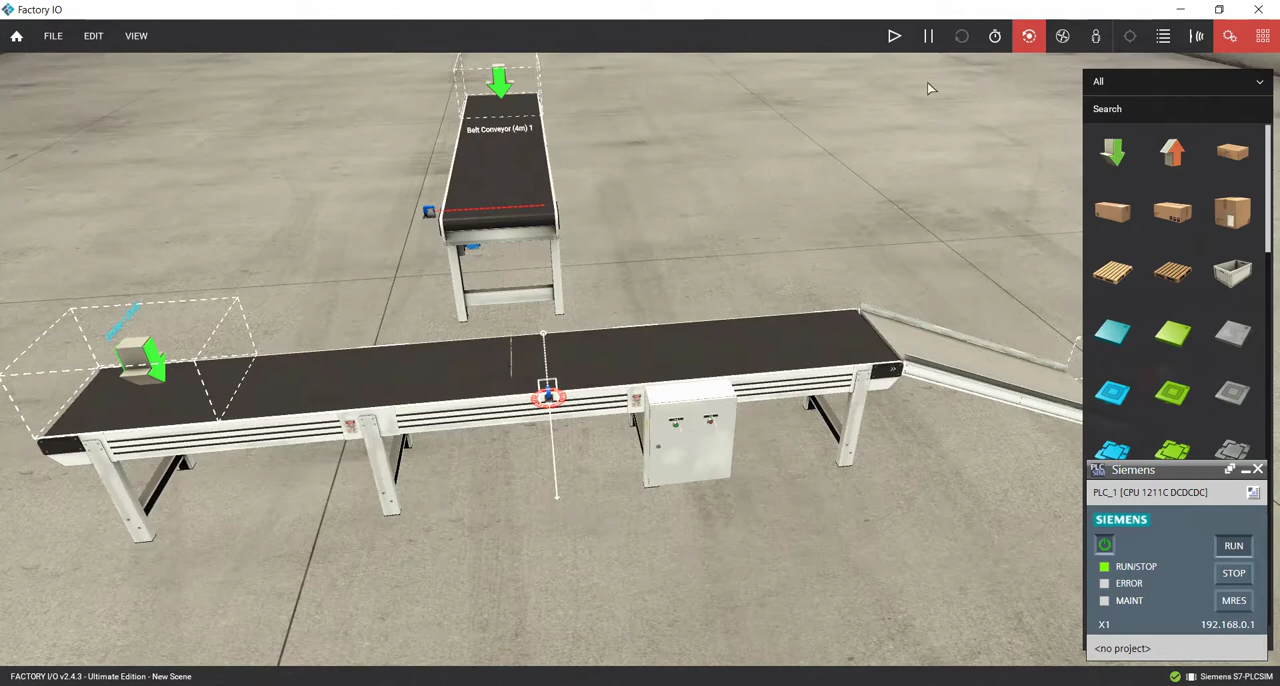 Factory IO
FILE EDIT VIEW
All
Search
Belt Conveyor (4m) 1
PLC SIM Siemens
PLC_1 [CPU 1211C DCDCDC]
SIEMENS
RUN
RUN/STOP
STOP
ERROR
MAINT
MRES
X1 192.168.0.1
<no project>
FACTORY I/O v2.4.3 - Ultimate Edition - New Scene
Siemens S7-PLCSIM